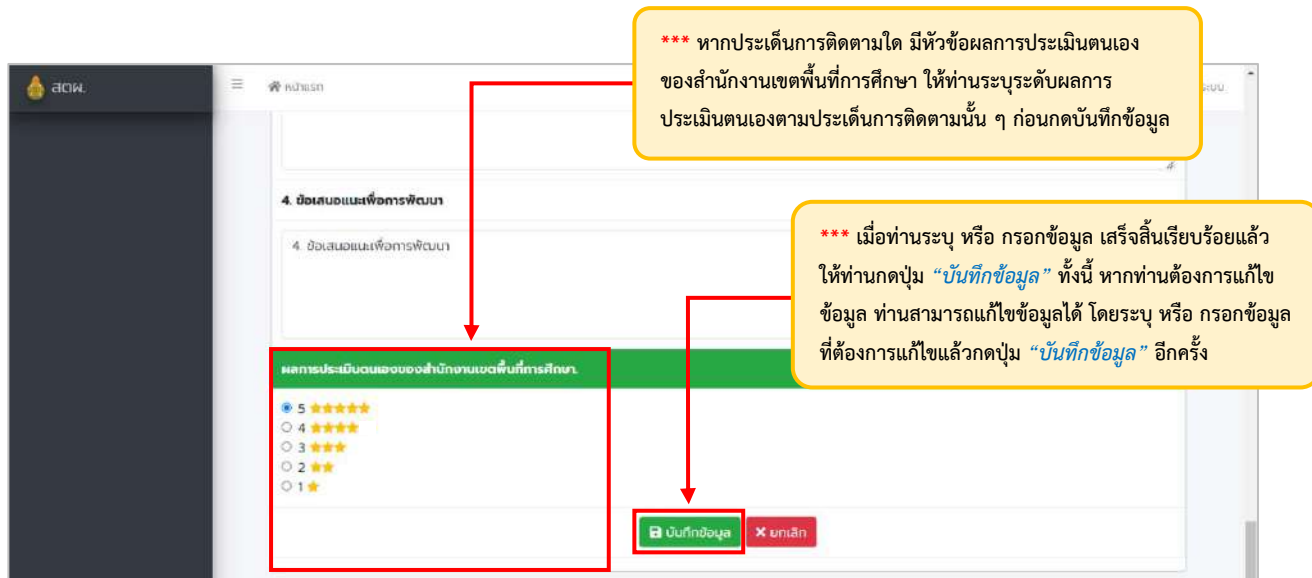 *** หากประเด็นการติดตามใด มีหัวข้อผลการประเมินตนเอง
ของสำนักงานเขตพื้นที่การศึกษา ให้ท่านระบุระดับผลการ
ประเมินตนเองตามประเด็นการติดตามนั้น ๆ ก่อนกดบันทึกข้อมูล
สตผ.
หน้าแรก
ระบบ
4. ข้อเสนอแนะเพื่อการพัฒนา
4. ข้อเสนอแนะเพื่อการพัฒนา
*** เมื่อท่านระบุ หรือ กรอกข้อมูล เสร็จสิ้นเรียบร้อยแล้ว
ให้ท่านกดปุ่ม “บันทึกข้อมูล” ทั้งนี้ หากท่านต้องการแก้ไข
ข้อมูล ท่านสามารถแก้ไขข้อมูลได้ โดยระบุ หรือ กรอกข้อมูล
ที่ต้องการแก้ไขแล้วกดปุ่ม “บันทึกข้อมูล” อีกครั้ง
ผลการประเมินตนเองของสำนักงานเขตพื้นที่การศึกษา.
5
4
3
2
1
บันทึกข้อมูล
ยกเลิก